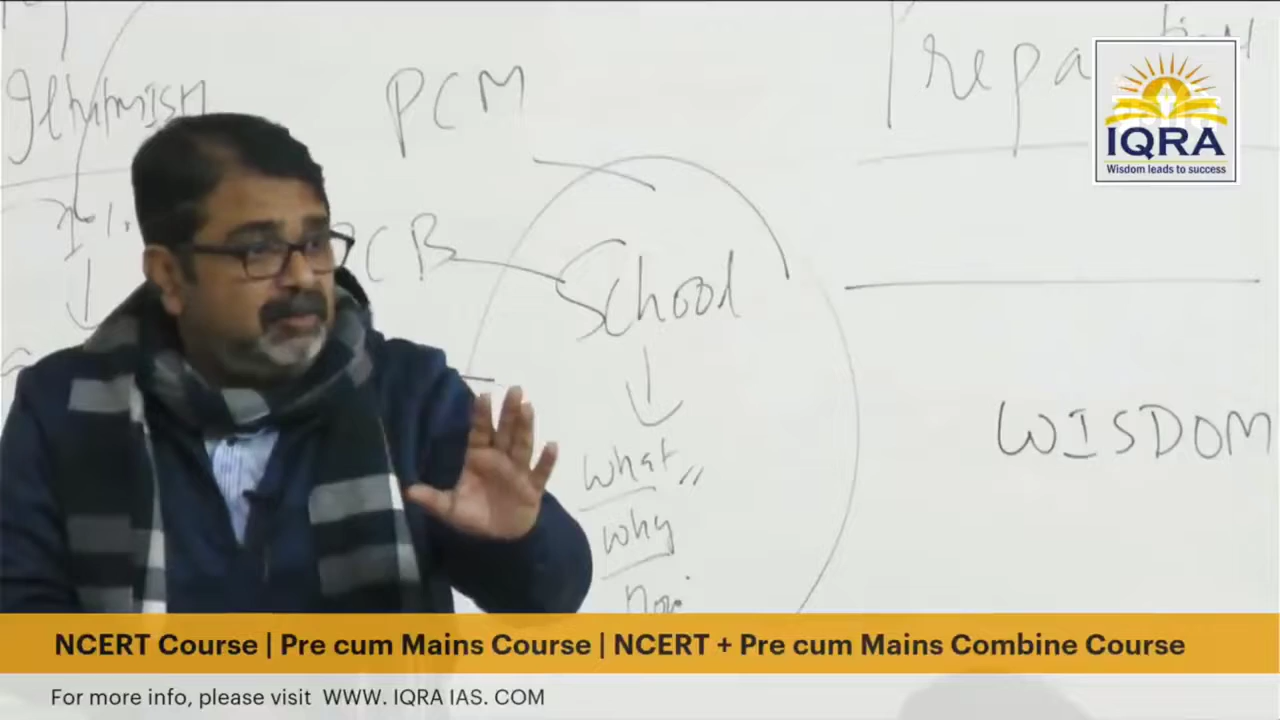 PCM
Prepa
IQRA
Wisdom leads to success
CB
School
What
Why
WISDOM
NCERT Course | Pre cum Mains Course | NCERT + Pre cum Mains Combine Course
For more info, please visit WWW. IQRA IAS. COM